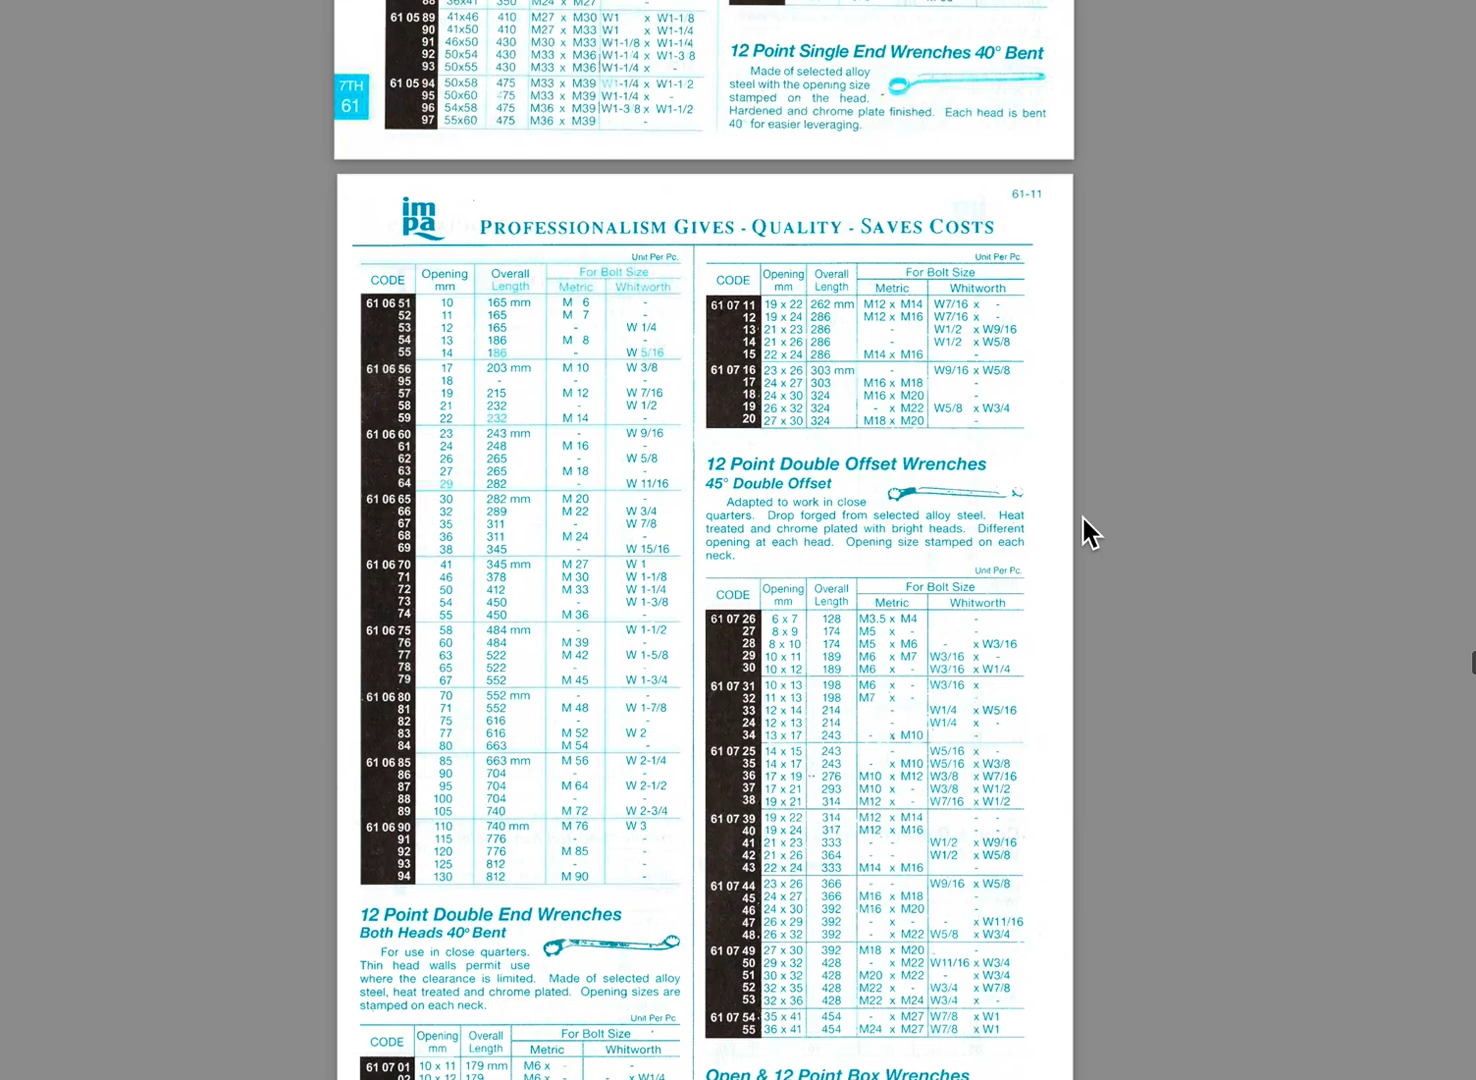 88 36x41 350 M24 x M27 -
61 05 89 41x46 410 M27 x M30 W1 x W1-1/8
90 41x50 410 M27 x M33 W1 x W1-1/4
91 46x50 430 M30 x M33 W1-1/8 x W1-1/4
92 50x54 430 M33 x M36 W1-1/4 x W1-3/8
93 50x55 430 M33 x M36 W1-1/4 x -
61 05 94 50x58 475 M33 x M39 W1-1/4 x W1-1/2
95 50x60 475 M33 x M39 W1-1/4 x -
96 54x58 475 M36 x M39 W1-3/8 x W1-1/2
97 55x60 475 M36 x M39 -
7TH
61
12 Point Single End Wrenches 40° Bent
Made of selected alloy
steel with the opening size
stamped on the head.
Hardened and chrome plate finished. Each head is bent
40° for easier leveraging.
61-11
impa
PROFESSIONALISM GIVES - QUALITY - SAVES COSTS
Unit Per Pc.
CODE Opening mm Overall Length For Bolt Size
Metric Whitworth
61 06 51 10 165 mm M 6 -
52 11 165 M 7 -
53 12 165 - W 1/4
54 13 186 M 8 -
55 14 186 - W 5/16
61 06 56 17 203 mm M 10 W 3/8
95 18 - - -
57 19 215 M 12 W 7/16
58 21 232 - W 1/2
59 22 232 M 14 -
61 06 60 23 243 mm - W 9/16
61 24 248 M 16 -
62 26 265 - W 5/8
63 27 265 M 18 -
64 29 282 - W 11/16
61 06 65 30 282 mm M 20 -
66 32 289 M 22 W 3/4
67 35 311 - W 7/8
68 36 311 M 24 -
69 38 345 - W 15/16
61 06 70 41 345 mm M 27 W 1
71 46 378 M 30 W 1-1/8
72 50 412 M 33 W 1-1/4
73 54 450 - W 1-3/8
74 55 450 M 36 -
61 06 75 58 484 mm - W 1-1/2
76 60 484 M 39 -
77 63 522 M 42 W 1-5/8
78 65 522 - -
79 67 552 M 45 W 1-3/4
61 06 80 70 552 mm - -
81 71 552 M 48 W 1-7/8
82 75 616 - -
83 77 616 M 52 W 2
84 80 663 M 54 -
61 06 85 85 663 mm M 56 W 2-1/4
86 90 704 - -
87 95 704 M 64 W 2-1/2
88 100 704 - -
89 105 740 M 72 W 2-3/4
61 06 90 110 740 mm M 76 W 3
91 115 776 - -
92 120 776 M 85 -
93 125 812 - -
94 130 812 M 90 -
12 Point Double End Wrenches
Both Heads 40° Bent
For use in close quarters.
Thin head walls permit use
where the clearance is limited. Made of selected alloy
steel, heat treated and chrome plated. Opening sizes are
stamped on each neck.
Unit Per Pc
CODE Opening mm Overall Length For Bolt Size
Metric Whitworth
61 07 01 10 x 11 179 mm M6 x - -
02 10 x 12 179 M6 x - - x W1/4
Unit Per Pc.
CODE Opening mm Overall Length For Bolt Size
Metric Whitworth
61 07 11 19 x 22 262 mm M12 x M14 W7/16 x -
12 19 x 24 286 M12 x M16 W7/16 x -
13 21 x 23 286 - W1/2 x W9/16
14 21 x 26 286 - W1/2 x W5/8
15 22 x 24 286 M14 x M16 -
61 07 16 23 x 26 303 mm - W9/16 x W5/8
17 24 x 27 303 M16 x M18 -
18 24 x 30 324 M16 x M20 -
19 26 x 32 324 - x M22 W5/8 x W3/4
20 27 x 30 324 M18 x M20 -
12 Point Double Offset Wrenches
45° Double Offset
Adapted to work in close
quarters. Drop forged from selected alloy steel. Heat
treated and chrome plated with bright heads. Different
opening at each head. Opening size stamped on each
neck.
Unit Per Pc.
CODE Opening mm Overall Length For Bolt Size
Metric Whitworth
61 07 26 6 x 7 128 M3.5 x M4 -
27 8 x 9 174 M5 x - -
28 8 x 10 174 M5 x M6 - x W3/16
29 10 x 11 189 M6 x M7 W3/16 x -
30 10 x 12 189 M6 x - W3/16 x W1/4
61 07 31 10 x 13 198 M6 x - W3/16 x
32 11 x 13 198 M7 x - -
33 12 x 14 214 - W1/4 x W5/16
24 12 x 13 214 - W1/4 x -
34 13 x 17 243 - x M10 -
61 07 25 14 x 15 243 - W5/16 x -
35 14 x 17 243 - x M10 W5/16 x W3/8
36 17 x 19 276 M10 x M12 W3/8 x W7/16
37 17 x 21 293 M10 x - W3/8 x W1/2
38 19 x 21 314 M12 x - W7/16 x W1/2
61 07 39 19 x 22 314 M12 x M14 - -
40 19 x 24 317 M12 x M16 -
41 21 x 23 333 - - W1/2 x W9/16
42 21 x 26 364 - - W1/2 x W5/8
43 22 x 24 333 M14 x M16 -
61 07 44 23 x 26 366 - - W9/16 x W5/8
45 24 x 27 366 M16 x M18 -
46 24 x 30 392 M16 x M20 -
47 26 x 29 392 - x - - x W11/16
48 26 x 32 392 - x M22 W5/8 x W3/4
61 07 49 27 x 30 392 M18 x M20 -
50 29 x 32 428 - x M22 W11/16 x W3/4
51 30 x 32 428 M20 x M22 - x W3/4
52 32 x 35 428 M22 x - W3/4 x W7/8
53 32 x 36 428 M22 x M24 W3/4 x -
61 07 54 35 x 41 454 - x M27 W7/8 x W1
55 36 x 41 454 M24 x M27 W7/8 x W1
Open & 12 Point Box Wrenches